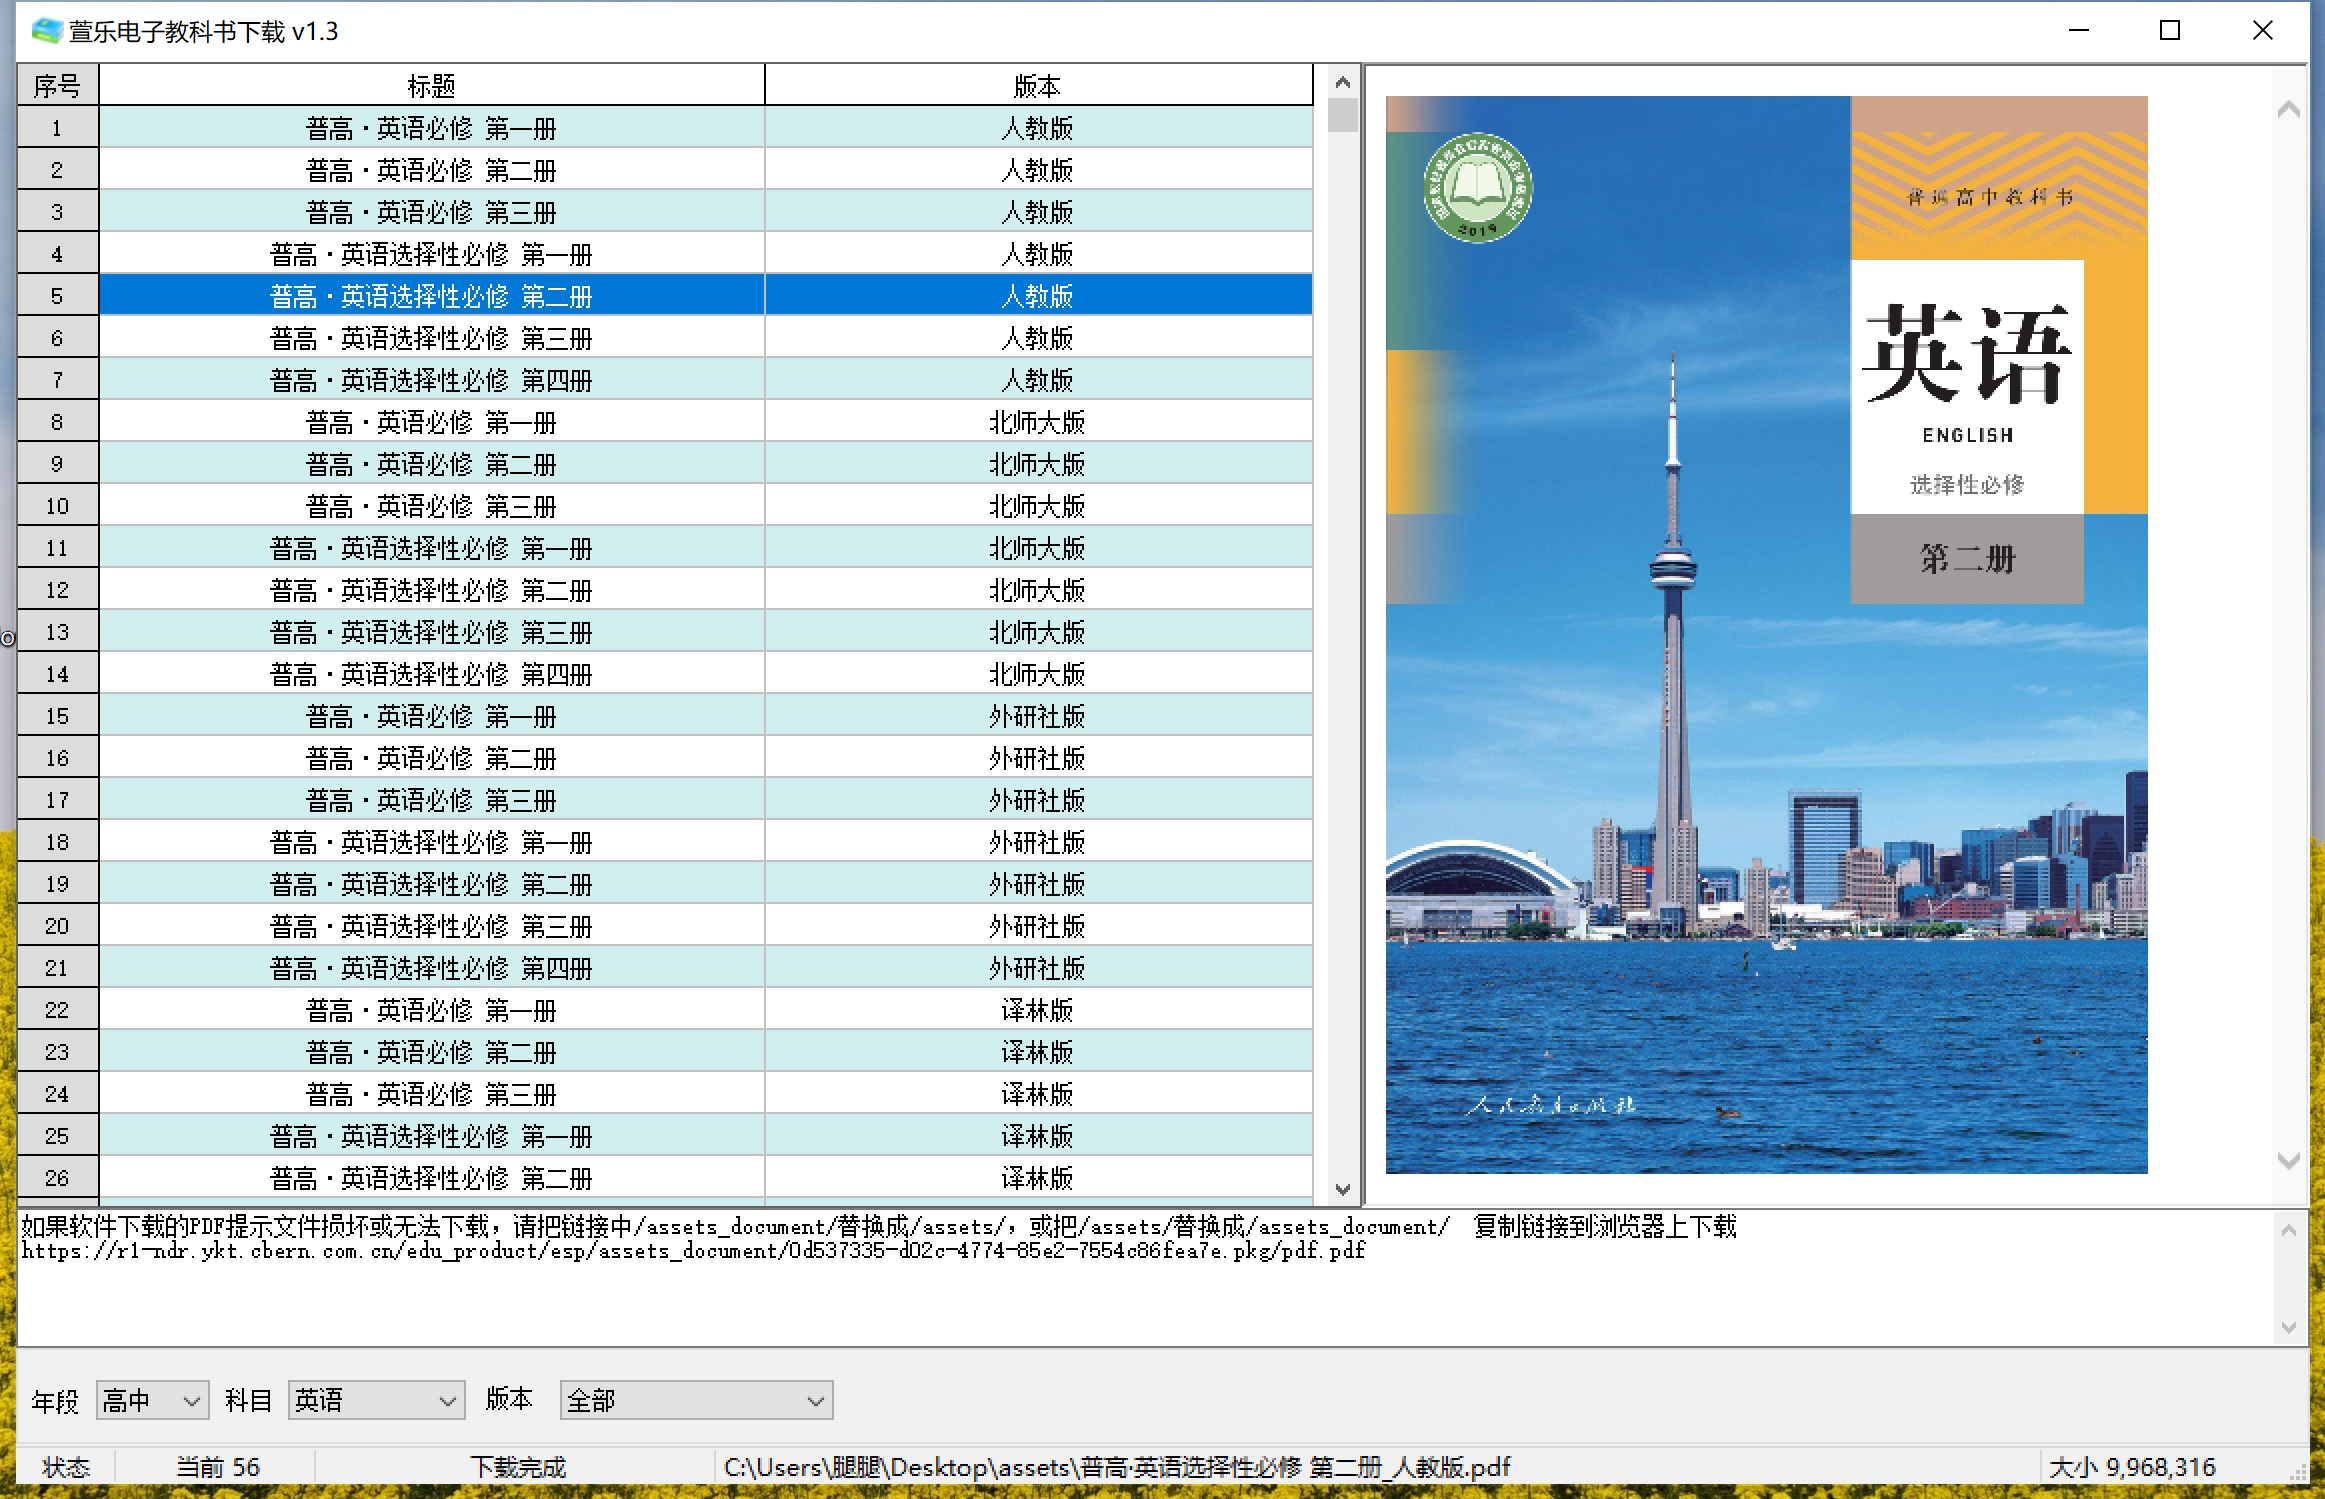 萱乐电子教科书下载 v1.3
序号 标题 版本
1 普高·英语必修 第一册 人教版
2 普高·英语必修 第二册 人教版
3 普高·英语必修 第三册 人教版
4 普高·英语选择性必修 第一册 人教版
5 普高·英语选择性必修 第二册 人教版
6 普高·英语选择性必修 第三册 人教版
7 普高·英语选择性必修 第四册 人教版
8 普高·英语必修 第一册 北师大版
9 普高·英语必修 第二册 北师大版
10 普高·英语必修 第三册 北师大版
11 普高·英语选择性必修 第一册 北师大版
12 普高·英语选择性必修 第二册 北师大版
13 普高·英语选择性必修 第三册 北师大版
14 普高·英语选择性必修 第四册 北师大版
15 普高·英语必修 第一册 外研社版
16 普高·英语必修 第二册 外研社版
17 普高·英语必修 第三册 外研社版
18 普高·英语选择性必修 第一册 外研社版
19 普高·英语选择性必修 第二册 外研社版
20 普高·英语选择性必修 第三册 外研社版
21 普高·英语选择性必修 第四册 外研社版
22 普高·英语必修 第一册 译林版
23 普高·英语必修 第二册 译林版
24 普高·英语必修 第三册 译林版
25 普高·英语选择性必修 第一册 译林版
26 普高·英语选择性必修 第二册 译林版
2019
普通高中教科书
英语
ENGLISH
选择性必修
第二册
人民教育出版社
如果软件下载的PDF提示文件损坏或无法下载，请把链接中/assets_document/替换成/assets/，或把/assets/替换成/assets_document/ 复制链接到浏览器上下载
https://r1-ndr.ykt.cbern.com.cn/edu_product/esp/assets_document/0d537335-d02c-4774-85e2-7554c86fea7e.pkg/pdf.pdf
年段 高中 科目 英语 版本 全部
状态 当前 56 下载完成 C:\Users\腿腿\Desktop\assets\普高·英语选择性必修 第二册_人教版.pdf 大小 9,968,316